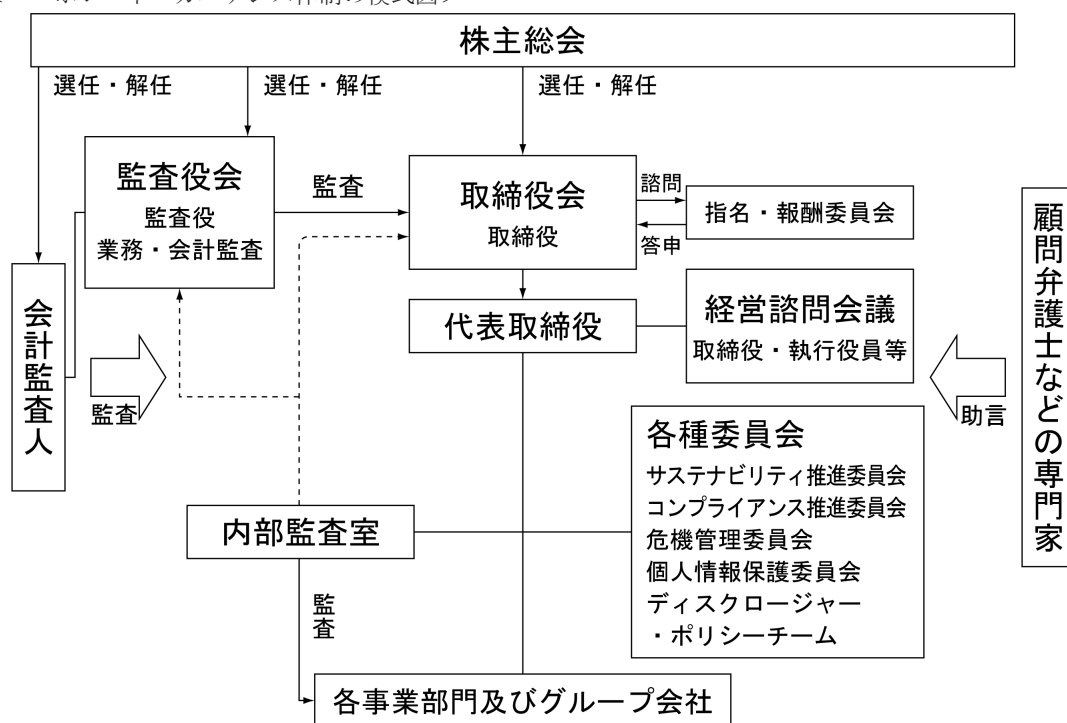 株主総会
選任・解任
選任・解任
選任・解任
監査役会
監査役
業務・会計監査
監査
取締役会
取締役
諮問
答申
指名・報酬委員会
顧問弁護士などの専門家
会計監査人
監査
代表取締役
経営諮問会議
取締役・執行役員等
助言
各種委員会
サステナビリティ推進委員会
コンプライアンス推進委員会
危機管理委員会
個人情報保護委員会
ディスクロージャー
・ポリシーチーム
内部監査室
監査
各事業部門及びグループ会社